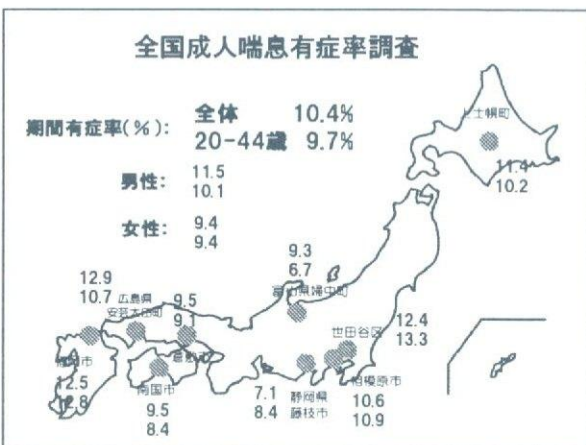 全国成人喘息有症率調査
期間有症率(%):
全体 10.4%
20-44歳 9.7%
男性:
11.5
10.1
女性:
9.4
9.4
上士幌町
11.4
10.2
9.3
6.7
富山県婦中町
12.9
10.7
広島県
安芸太田町
9.5
9.1
倉敷市
世田谷区
12.4
13.3
福岡市
12.5
12.8
南国市
9.5
8.4
7.1
8.4
静岡県
藤枝市
相模原市
10.6
10.9